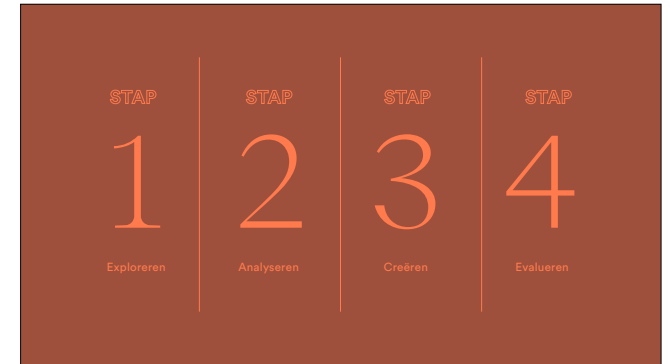 STAP
1
Exploreren
STAP
2
Analyseren
STAP
3
Creëren
STAP
4
Evalueren